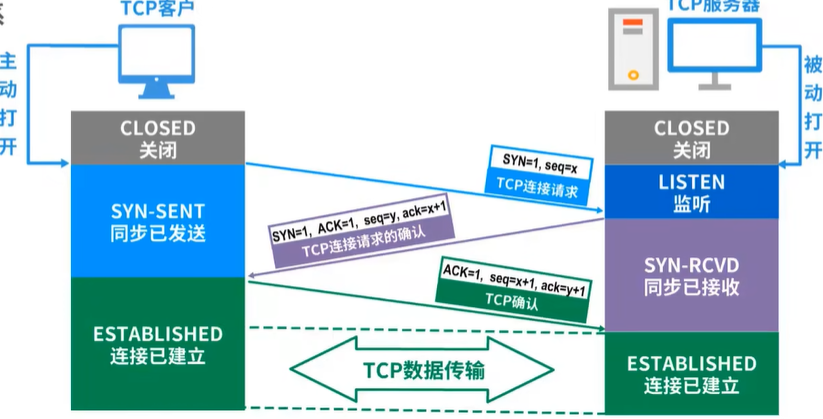 TCP客户
TCP服务器
主动打开
被动打开
CLOSED
关闭
CLOSED
关闭
SYN=1, seq=x
TCP连接请求
SYN-SENT
同步已发送
LISTEN
监听
SYN=1, ACK=1, seq=y, ack=x+1
TCP连接请求的确认
SYN-RCVD
同步已接收
ACK=1, seq=x+1, ack=y+1
TCP确认
ESTABLISHED
连接已建立
TCP数据传输
ESTABLISHED
连接已建立